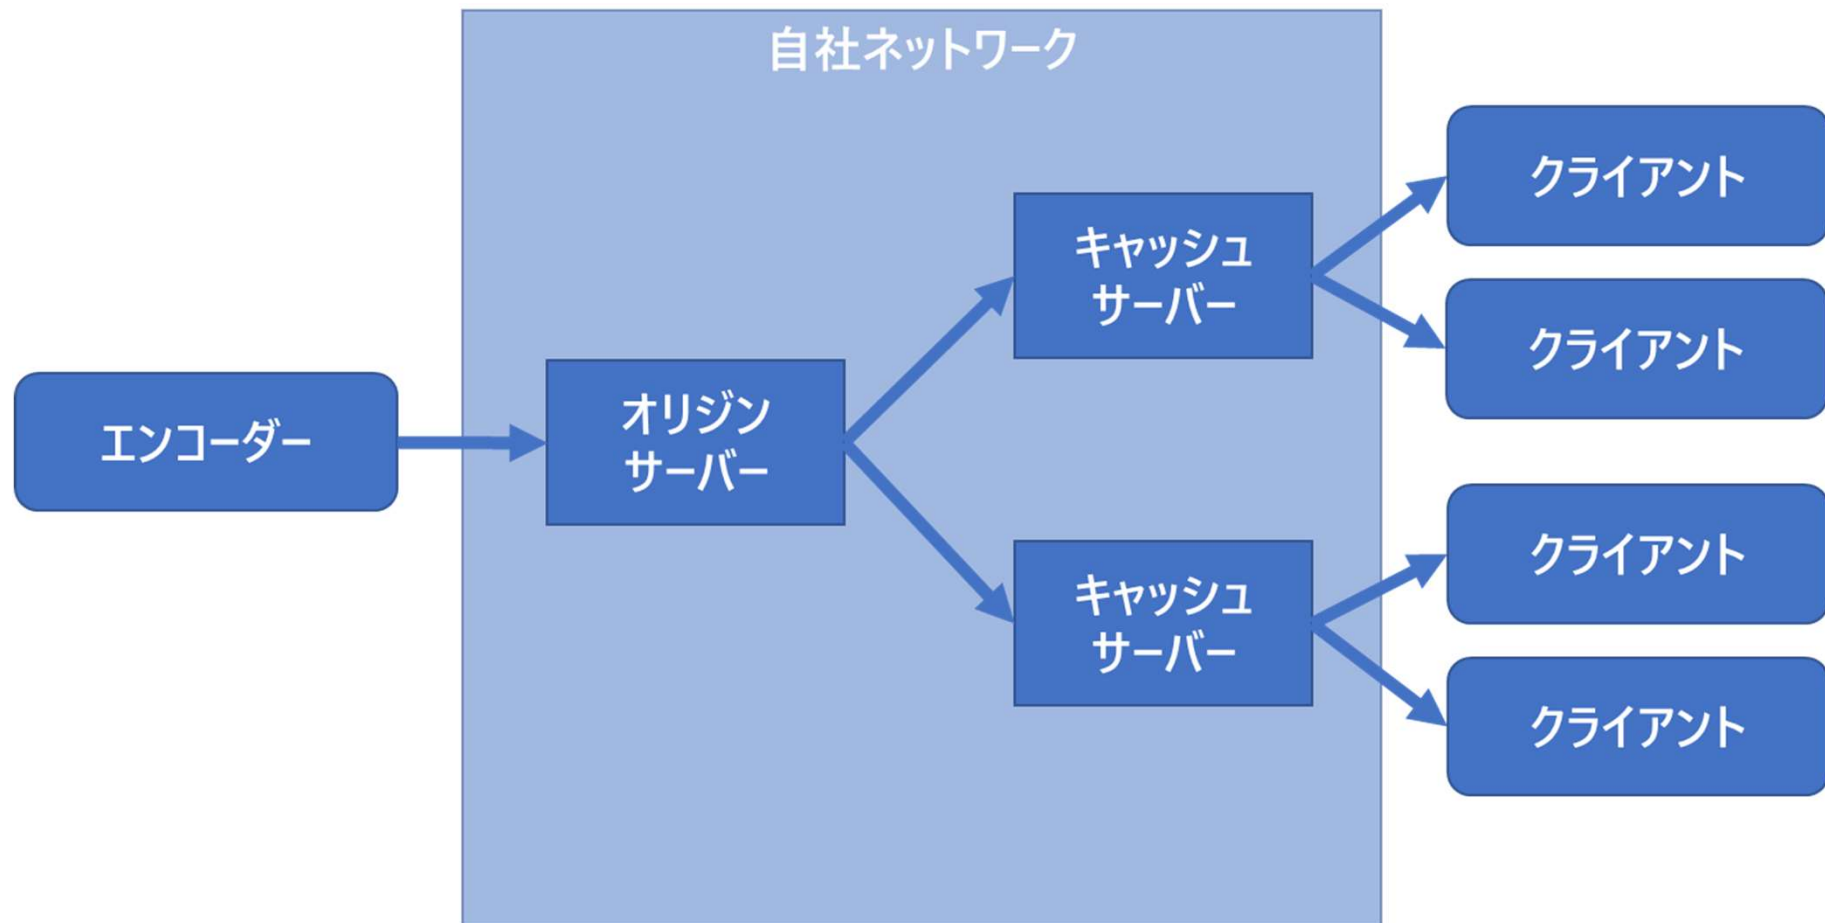 自社ネットワーク
エンコーダー
オリジン
サーバー
キャッシュ
サーバー
キャッシュ
サーバー
クライアント
クライアント
クライアント
クライアント